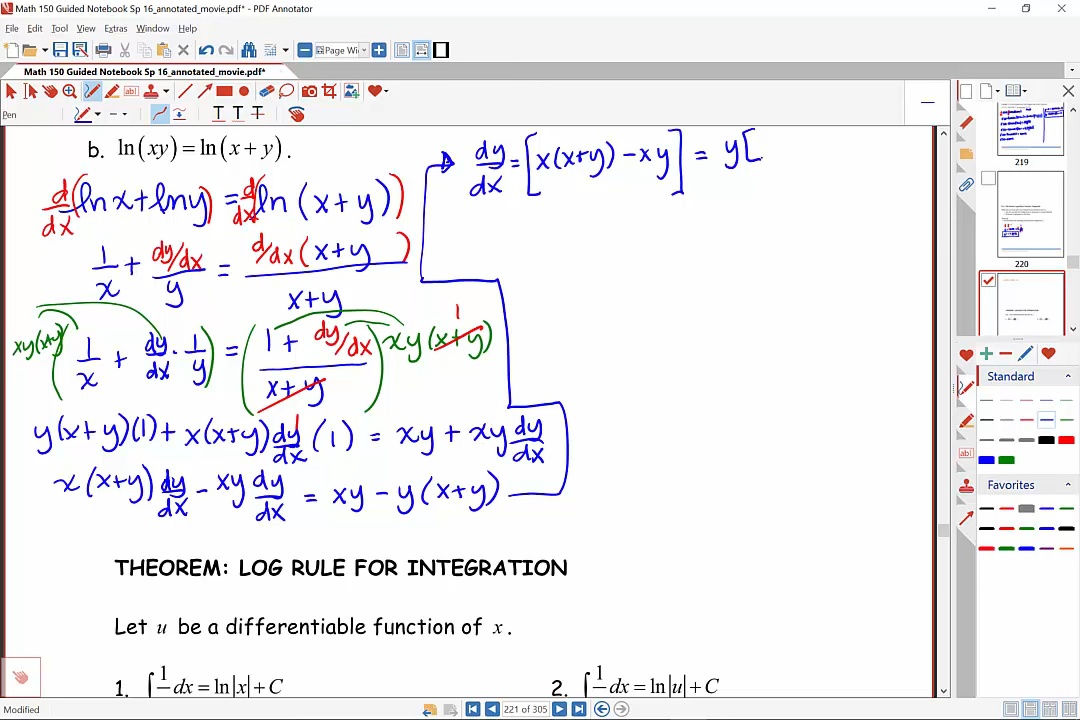 Math 150 Guided Notebook Sp 16_annotated_movie.pdf* - PDF Annotator
File Edit Tool View Extras Window Help
Page Wi
Math 150 Guided Notebook Sp 16_annotated_movie.pdf*
Pen
b. ln(xy) = ln(x + y).
dy/dx = [x(x+y) - xy] = y[
d/dx(ln x + ln y) = d/dx(ln (x + y))
1/x + (dy/dx)/y = (d/dx(x+y))/(x+y)
xy(x+y)(1/x + dy/dx · 1/y) = ((1 + dy/dx)/(x+y)) xy(x+y) 1
y(x+y)(1) + x(x+y) dy/dx (1) = xy + xy dy/dx
x(x+y) dy/dx - xy dy/dx = xy - y(x+y)
THEOREM: LOG RULE FOR INTEGRATION
Let u be a differentiable function of x.
1. ∫ 1/ dx = ln|x| + C
2. ∫ 1/ dx = ln|u| + C
219
220
Standard
Favorites
Modified
221 of 305